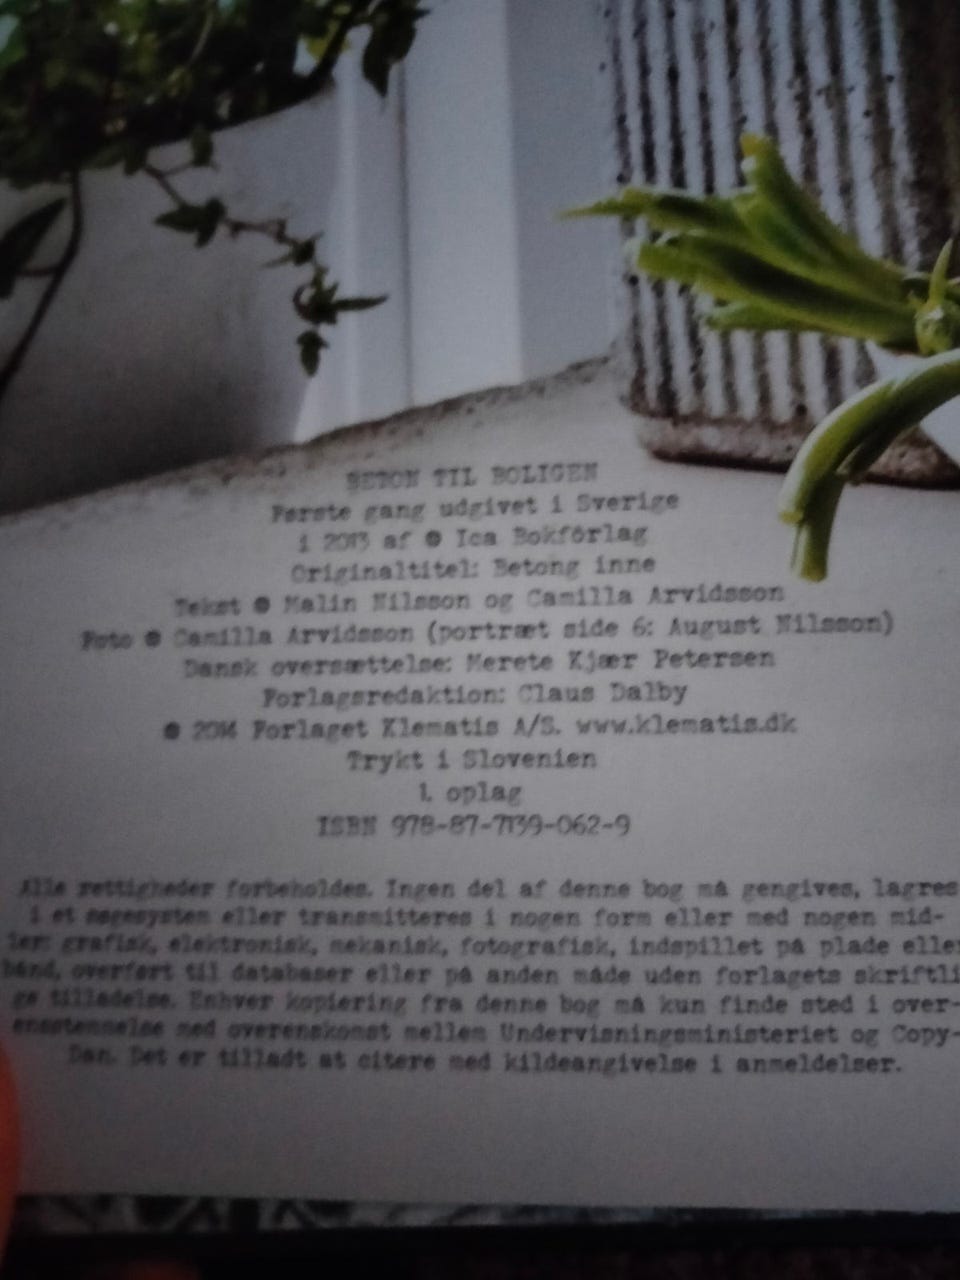 BETON TIL BOLIGEN
Første gang udgivet i Sverige
i 2013 af © Ica Bokförlag
Originaltitel: Betong inne
Tekst © Malin Nilsson og Camilla Arvidsson
Foto © Camilla Arvidsson (portræt side 6: August Nilsson)
Dansk oversættelse: Merete Kjær Petersen
Forlagsredaktion: Claus Dalby
© 2014 Forlaget Klematis A/S. www.klematis.dk
Trykt i Slovenien
1. oplag
ISBN 978-87-7139-062-9
Alle rettigheder forbeholdes. Ingen del af denne bog må gengives, lagres
i et søgesystem eller transmitteres i nogen form eller med nogen mid-
ler: grafisk, elektronisk, mekanisk, fotografisk, indspillet på plade eller
bånd, overført til databaser eller på anden måde uden forlagets skriftli
ge tilladelse. Enhver kopiering fra denne bog må kun finde sted i over-
ensstemmelse med overenskomst mellem Undervisningsministeriet og Copy-
Dan. Det er tilladt at citere med kildeangivelse i anmeldelser.